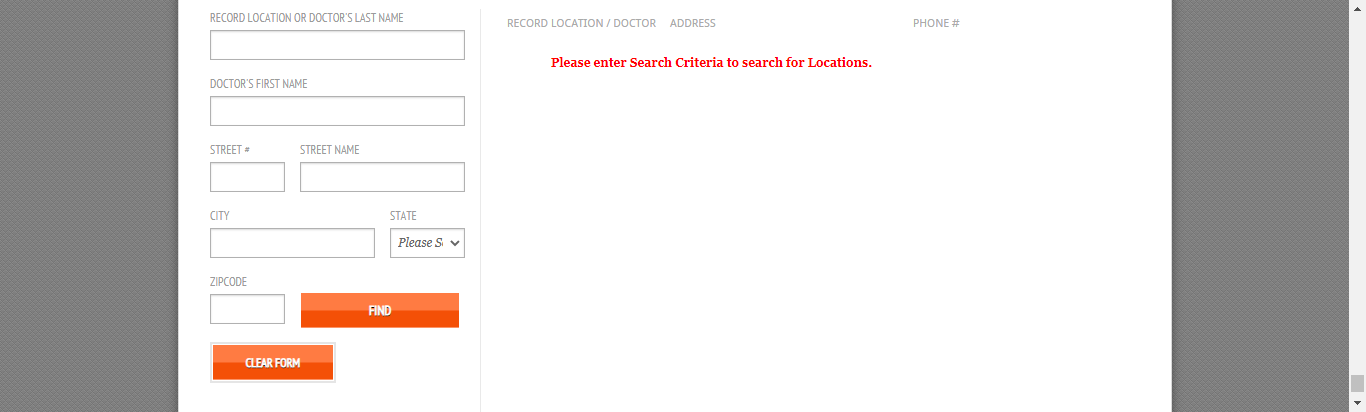 RECORD LOCATION OR DOCTOR'S LAST NAME
DOCTOR'S FIRST NAME
STREET # STREET NAME
CITY STATE
Please S
ZIPCODE
FIND
CLEAR FORM
RECORD LOCATION / DOCTOR ADDRESS PHONE #
Please enter Search Criteria to search for Locations.